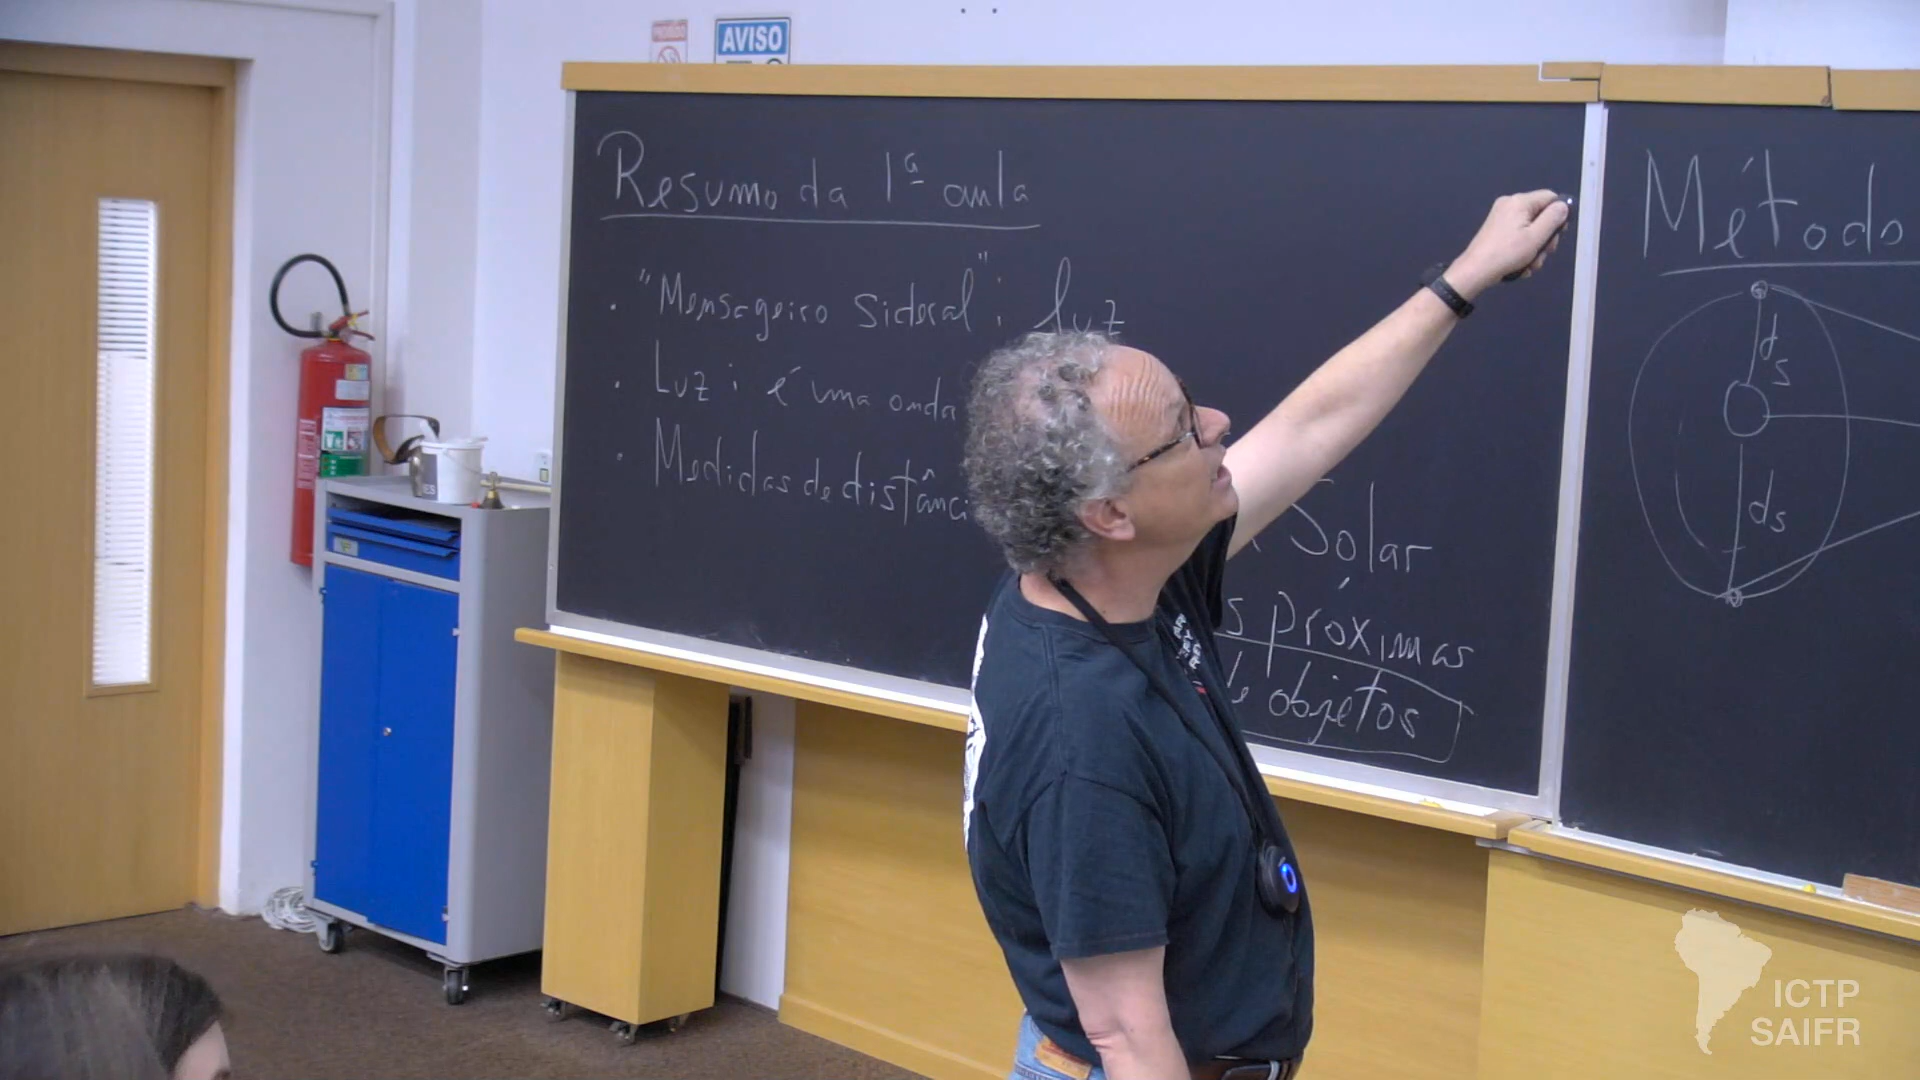 AVISO
Resumo da 1ª aula
· "Mensageiro sideral": luz
· Luz: é uma onda
· Medidas de distânci
Solar
s próximas
de objetos
Método
ds
ds
ICTP
SAIFR